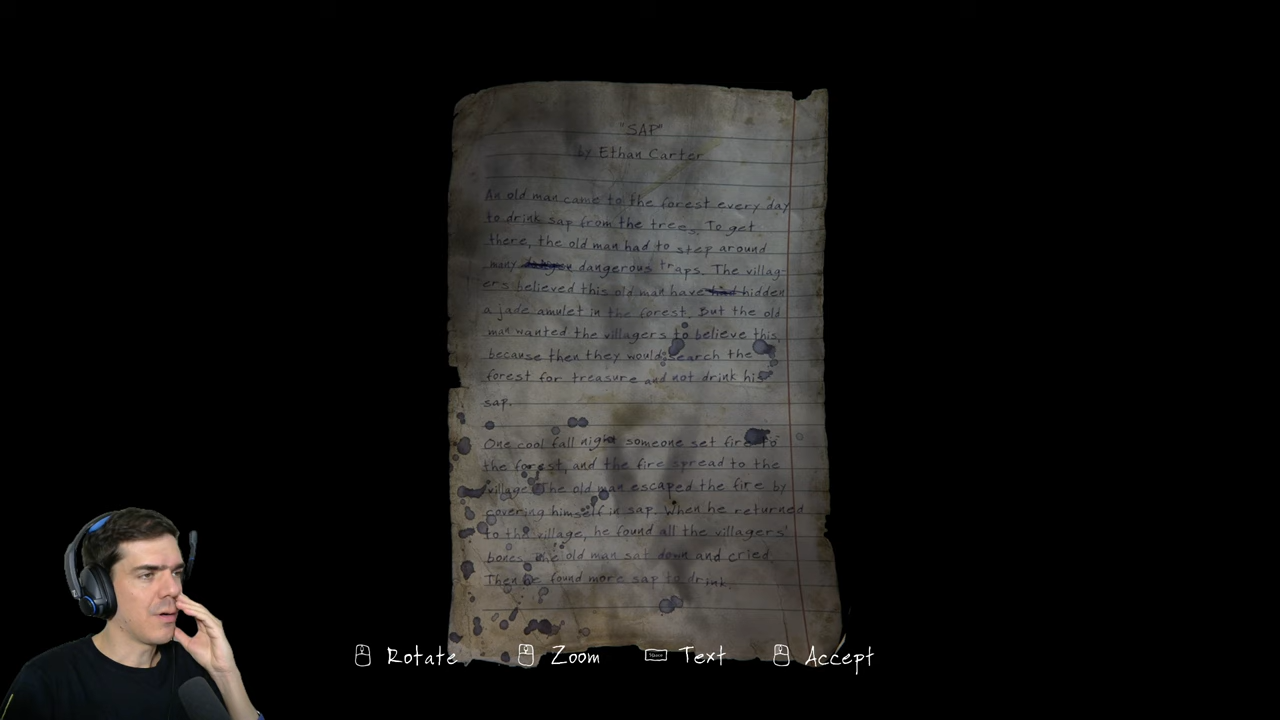 "SAP"
by Ethan Carter
An old man came to the forest every day
to drink sap from the trees. To get
there, the old man had to step around
many dangerous traps. The villag-
ers believed this old man have hidden
a jade amulet in the forest. But the old
man wanted the villagers to believe this,
because then they would search the
forest for treasure and not drink his
sap.
One cool fall night someone set fire to
the forest, and the fire spread to the
village. The old man escaped the fire by
covering himself in sap. When he returned
to the village, he found all the villagers'
bones. The old man sat down and cried.
Then he found more sap to drink.
Rotate Zoom Text Accept